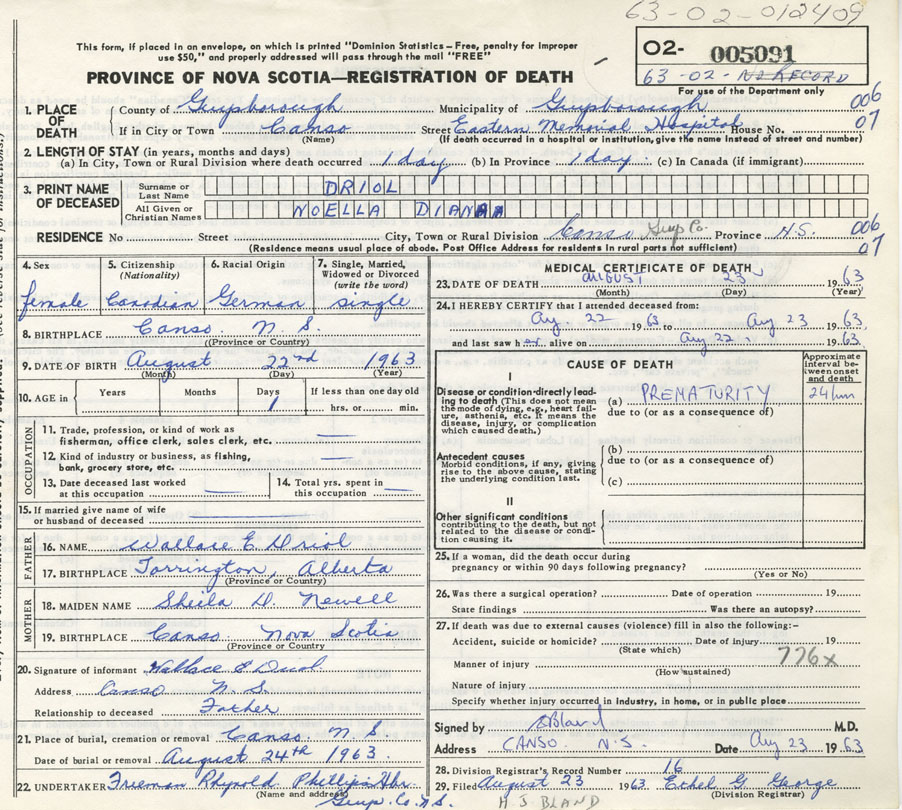 63-02-012409
This form, if placed in an envelope, on which is printed "Dominion Statistics—Free, penalty for improper
use $50," and properly addressed will pass through the mail "FREE"
02- 005091
63-02-NO RECORD
PROVINCE OF NOVA SCOTIA—REGISTRATION OF DEATH
For use of the Department only
1. PLACE OF DEATH
County of Guysborough Municipality of Guysborough 006
If in City or Town Canso Street Eastern Memorial Hospital House No. 07
(Name) (If death occurred in a hospital or institution, give the name instead of street and number)
2. LENGTH OF STAY (in years, months and days)
(a) In City, Town or Rural Division where death occurred 1 day (b) In Province 1 day (c) In Canada (if immigrant)
3. PRINT NAME OF DECEASED
Surname or Last Name DRIOL
All Given or Christian Names NOELLA DIANA
RESIDENCE No Street City, Town or Rural Division Canso Guys Co. Province N.S. 006
(Residence means usual place of abode. Post Office Address for residents in rural parts not sufficient) 07
4. Sex female
5. Citizenship (Nationality) Canadian
6. Racial Origin German
7. Single, Married, Widowed or Divorced (write the word) single
8. BIRTHPLACE Canso. N. S.
(Province or Country)
9. DATE OF BIRTH August 22nd 1963
(Month) (Day) (Year)
10. AGE in Years Months Days 1 If less than one day old hrs. or min.
OCCUPATION
11. Trade, profession, or kind of work as fisherman, office clerk, sales clerk, etc. —
12. Kind of industry or business, as fishing, bank, grocery store, etc. —
13. Date deceased last worked at this occupation —
14. Total yrs. spent in this occupation —
15. If married give name of wife or husband of deceased
FATHER
16. NAME Wallace E Driol
17. BIRTHPLACE Torrington, Alberta
(Province or Country)
MOTHER
18. MAIDEN NAME Sheila D. Newell
19. BIRTHPLACE Canso Nova Scotia
(Province or Country
20. Signature of informant Wallace E Driol
Address Canso N. S.
Relationship to deceased Father
21. Place of burial, cremation or removal Canso N S
Date of burial or removal August 24th 1963
22. UNDERTAKER Freeman
(Name and address)
Guys. Co. N.S.
MEDICAL CERTIFICATE OF DEATH
23. DATE OF DEATH AUGUST 23 1963
(Month) (Day) (Year)
24. I HEREBY CERTIFY that I attended deceased from:
Aug. 22 1963 to Aug 23 1963
and last saw her alive on Aug 22, 1963
CAUSE OF DEATH
Approximate interval between onset and death
I
Disease or condition directly leading to death (This does not mean the mode of dying, e.g., heart failure, asthenia, etc. It means the disease, injury, or complication which caused death.)
(a) PREMATURITY 24 hrs
due to (or as a consequence of)
Antecedent causes
Morbid conditions, if any, giving rise to the above cause, stating the underlying condition last.
(b)
due to (or as a consequence of)
(c)
II
Other significant conditions
contributing to the death, but not related to the disease or condition causing it.
25. If a woman, did the death occur during
pregnancy or within 90 days following pregnancy?
(Yes or No)
26. Was there a surgical operation? Date of operation 19
State findings Was there an autopsy?
27. If death was due to external causes (violence) fill in also the following:—
Accident, suicide or homicide? Date of injury 19
(State which) 776x
Manner of injury
(How sustained)
Nature of injury
Specify whether injury occurred in industry, in home, or in public place
Signed by Bland M.D.
Address CANSO N.S. Date Aug 23 1963
28. Division Registrar's Record Number 16
29. Filed August 23 1963 Ethel G George
(Division Registrar)
H J BLAND